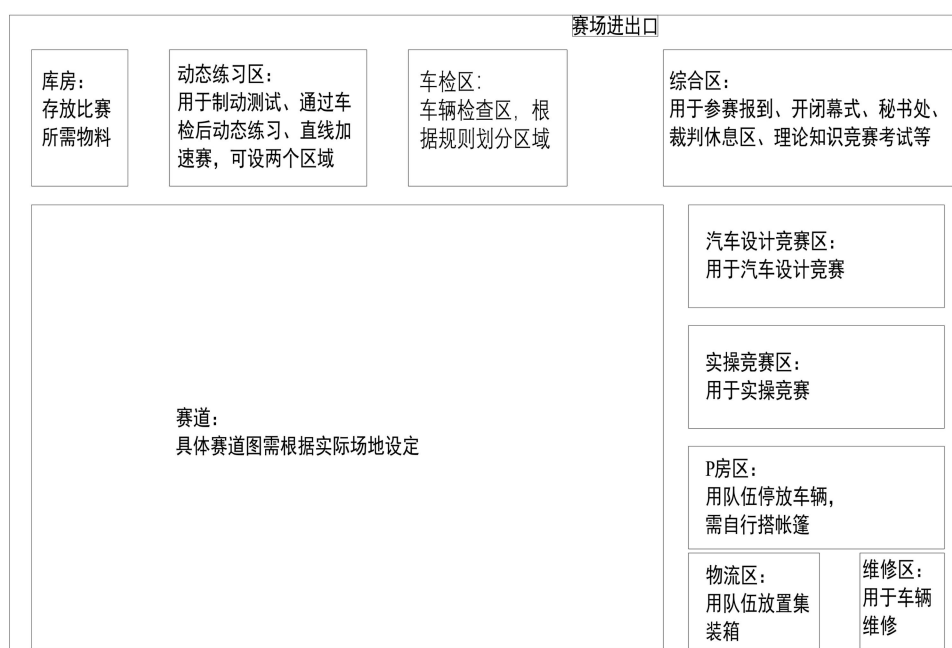 赛场进出口
库房：
存放比赛
所需物料
动态练习区：
用于制动测试、通过车
检后动态练习、直线加
速赛，可设两个区域
车检区：
车辆检查区，根
据规则划分区域
综合区：
用于参赛报到、开闭幕式、秘书处、
裁判休息区、理论知识竞赛考试等
赛道：
具体赛道图需根据实际场地设定
汽车设计竞赛区：
用于汽车设计竞赛
实操竞赛区：
用于实操竞赛
P房区：
用队伍停放车辆，
需自行搭帐篷
物流区：
用队伍放置集
装箱
维修区：
用于车辆
维修